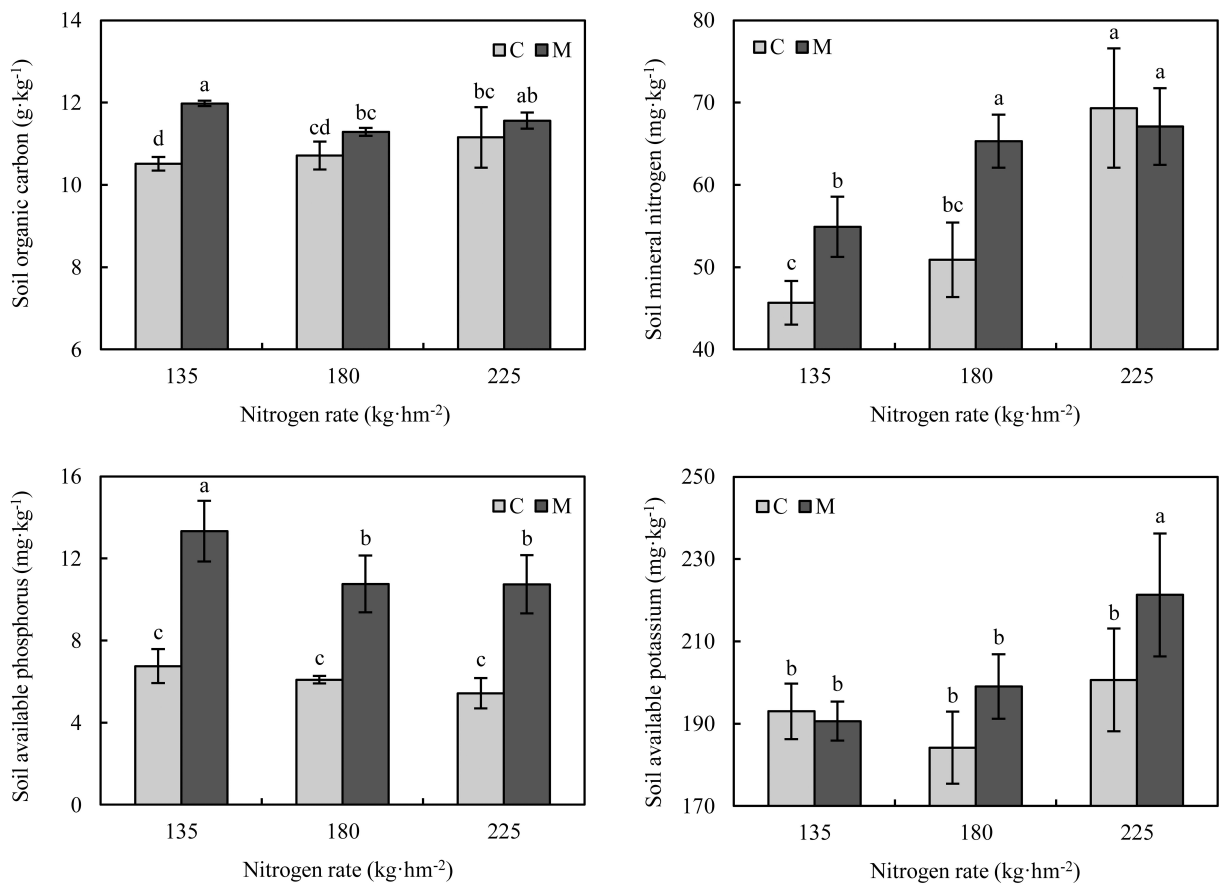 Soil organic carbon (g·kg⁻¹)
14
12
10
8
6
C M
d a cd bc bc ab
135 180 225
Nitrogen rate (kg·hm⁻²)
Soil mineral nitrogen (mg·kg⁻¹)
80
70
60
50
40
C M
c b bc a a a
135 180 225
Nitrogen rate (kg·hm⁻²)
Soil available phosphorus (mg·kg⁻¹)
16
12
8
4
0
C M
c a c b c b
135 180 225
Nitrogen rate (kg·hm⁻²)
Soil available potassium (mg·kg⁻¹)
250
230
210
190
170
C M
b b b b b a
135 180 225
Nitrogen rate (kg·hm⁻²)